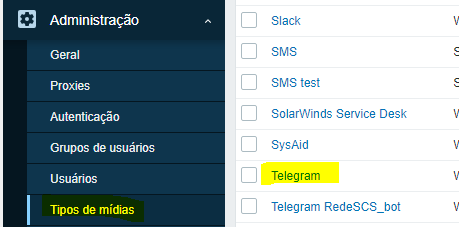 Administração
Geral
Proxies
Autenticação
Grupos de usuários
Usuários
Tipos de mídias
Slack
SMS
SMS test
SolarWinds Service Desk
SysAid
Telegram
Telegram RedeSCS_bot